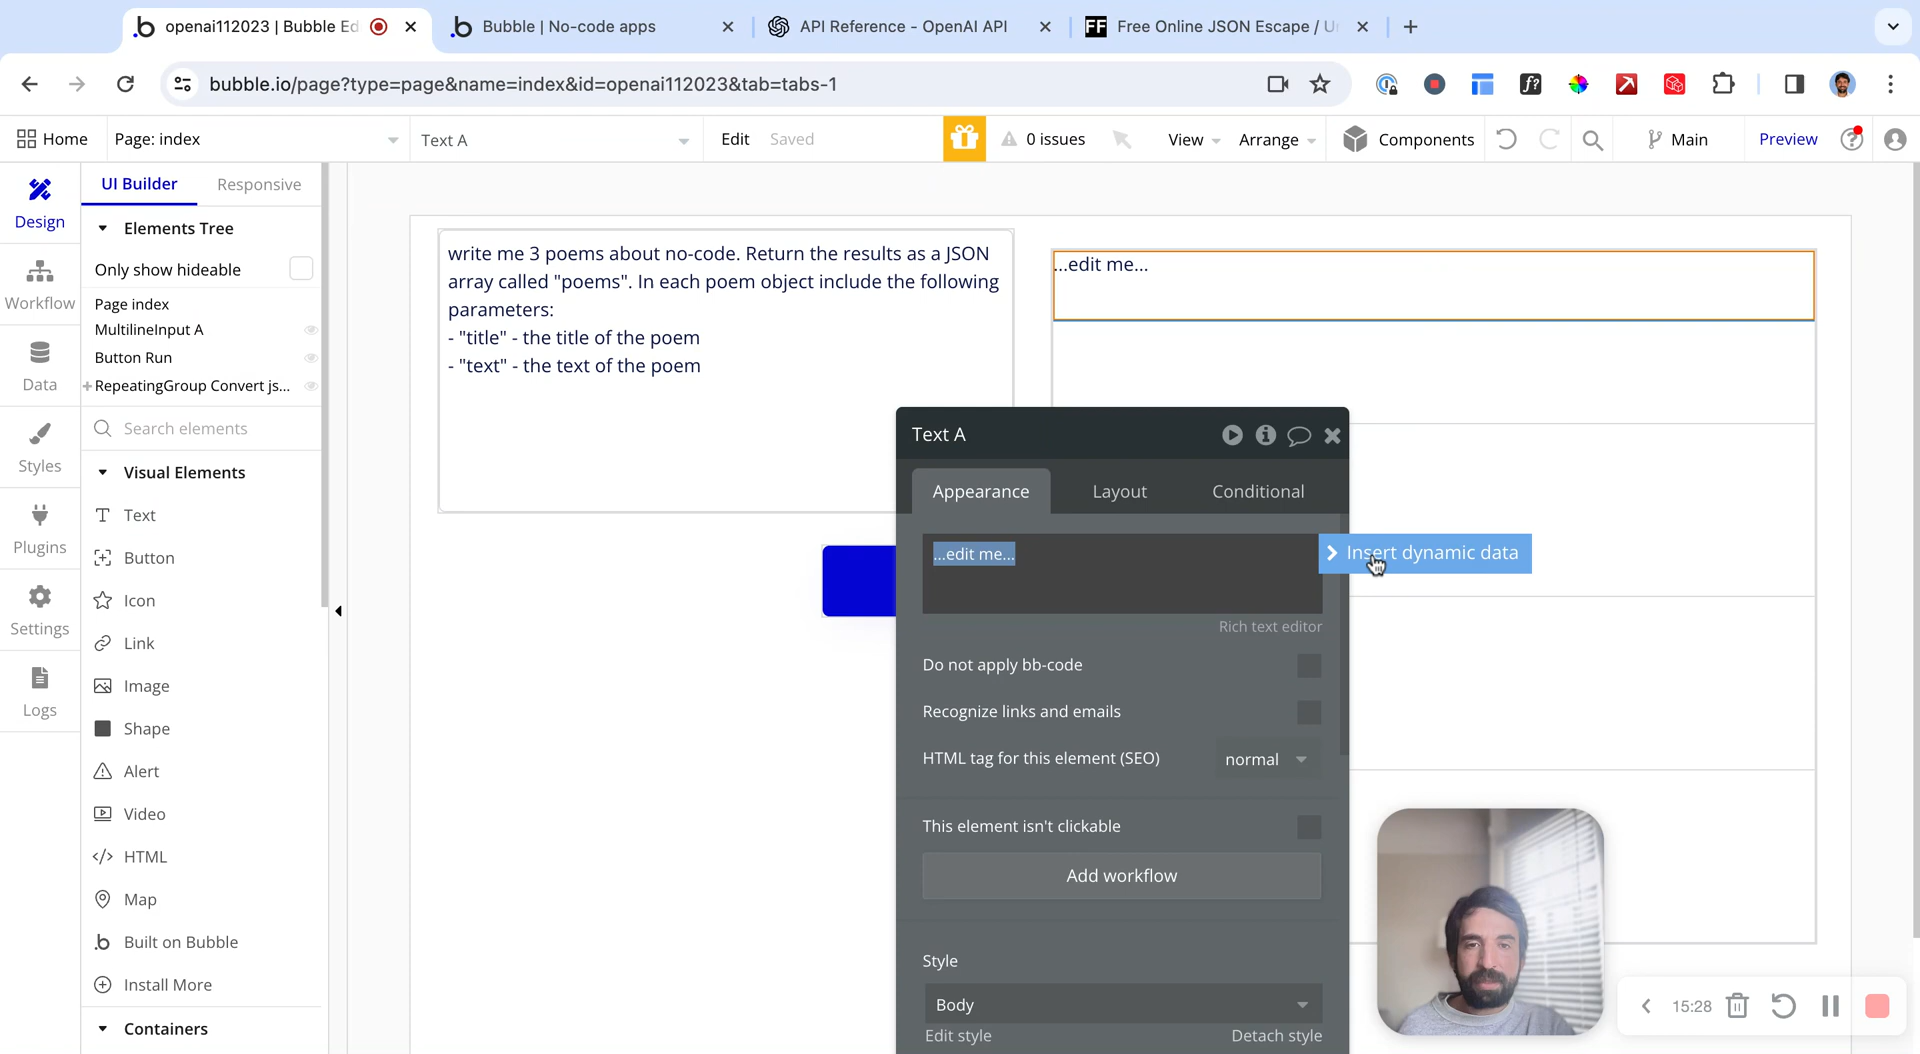 openai112023 | Bubble Ed
Bubble | No-code apps
API Reference - OpenAI API
Free Online JSON Escape / U
bubble.io/page?type=page&name=index&id=openai112023&tab=tabs-1
Home
Page: index
Text A
Edit
Saved
0 issues
View
Arrange
Components
Main
Preview
Design
Workflow
Data
Styles
Plugins
Settings
Logs
UI Builder
Responsive
Elements Tree
Only show hideable
Page index
MultilineInput A
Button Run
RepeatingGroup Convert js...
Search elements
Visual Elements
Text
Button
Icon
Link
Image
Shape
Alert
Video
HTML
Map
Built on Bubble
Install More
Containers
write me 3 poems about no-code. Return the results as a JSON
array called "poems". In each poem object include the following
parameters:
- "title" - the title of the poem
- "text" - the text of the poem
...edit me...
Text A
Appearance
Layout
Conditional
...edit me...
Insert dynamic data
Rich text editor
Do not apply bb-code
Recognize links and emails
HTML tag for this element (SEO)
normal
This element isn't clickable
Add workflow
Style
Body
Edit style
Detach style
15:28